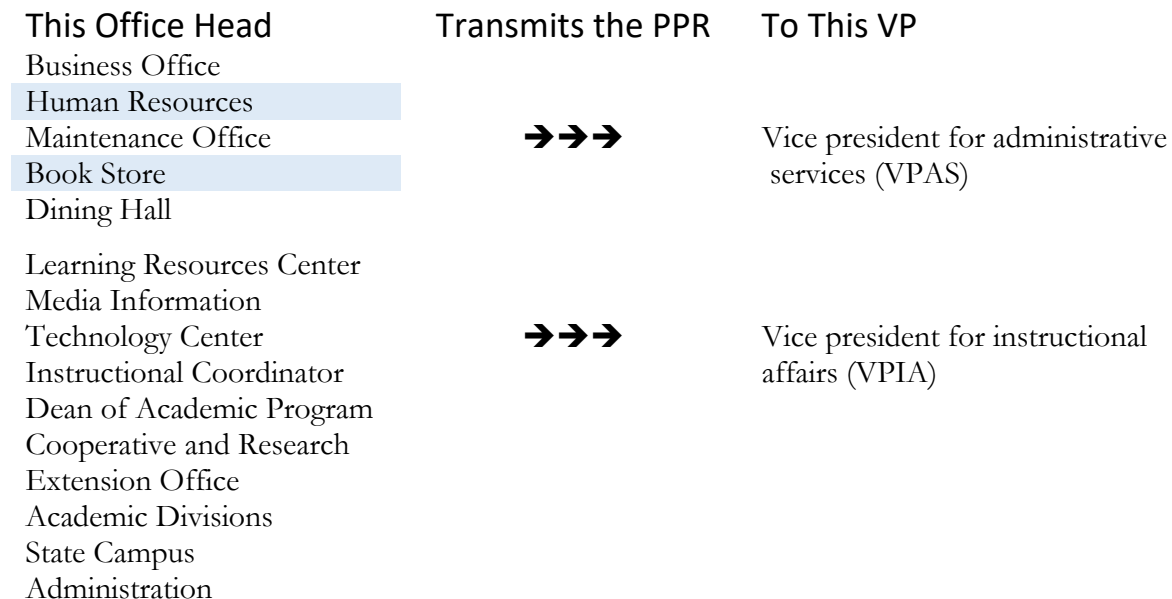 This Office Head Transmits the PPR To This VP
Business Office
Human Resources
Maintenance Office ➔➔➔ Vice president for administrative
Book Store services (VPAS)
Dining Hall
Learning Resources Center
Media Information
Technology Center ➔➔➔ Vice president for instructional
Instructional Coordinator affairs (VPIA)
Dean of Academic Program
Cooperative and Research
Extension Office
Academic Divisions
State Campus
Administration